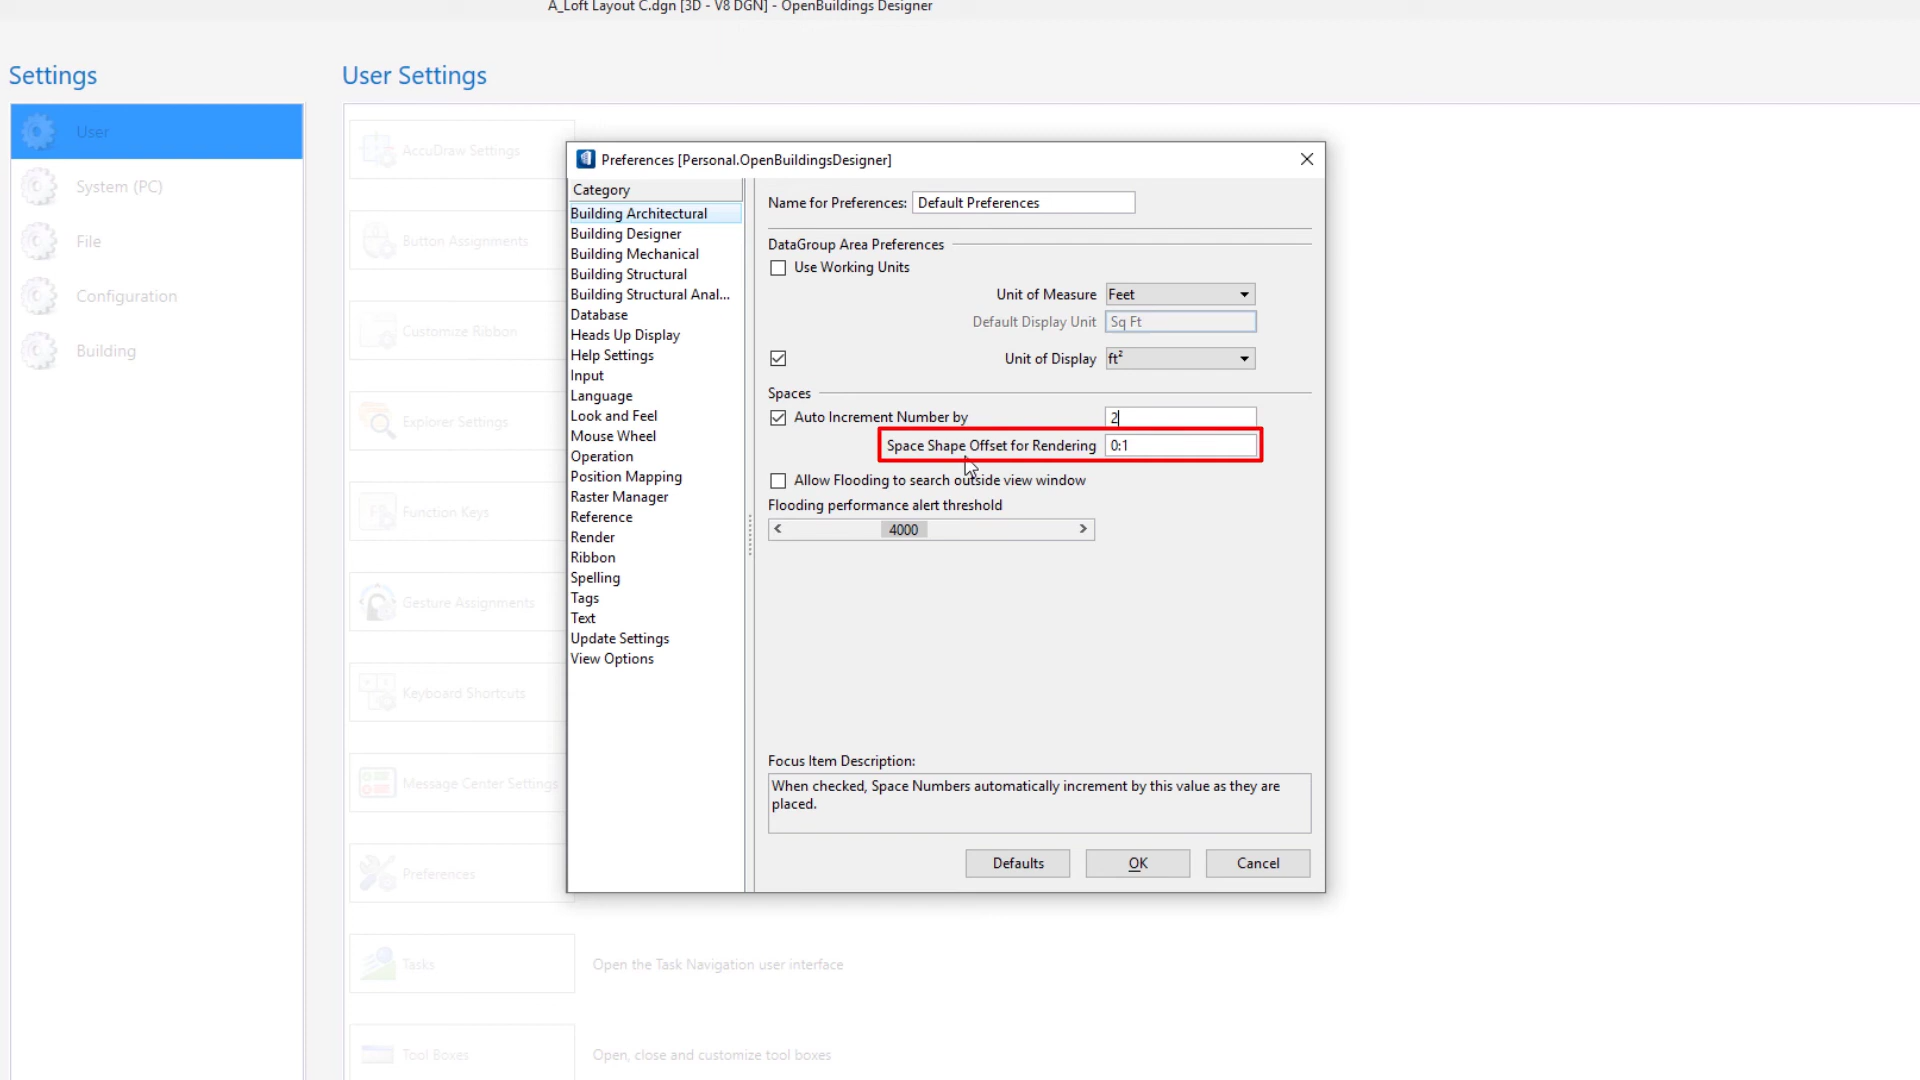 A_Loft Layout C.dgn [3D - V8 DGN] - OpenBuildings Designer
Settings
User Settings
User
System (PC)
File
Configuration
Building
AccuDraw Settings
Button Assignments
Customize Ribbon
Explorer Settings
Function Keys
Gesture Assignments
Keyboard Shortcuts
Message Center Settings
Preferences
Tasks
Open the Task Navigation user interface
Tool Boxes
Open, close and customize tool boxes
Preferences [Personal.OpenBuildingsDesigner]
Category
Building Architectural
Building Designer
Building Mechanical
Building Structural
Building Structural Anal...
Database
Heads Up Display
Help Settings
Input
Language
Look and Feel
Mouse Wheel
Operation
Position Mapping
Raster Manager
Reference
Render
Ribbon
Spelling
Tags
Text
Update Settings
View Options
Name for Preferences: Default Preferences
DataGroup Area Preferences
Use Working Units
Unit of Measure Feet
Default Display Unit Sq Ft
Unit of Display ft²
Spaces
Auto Increment Number by 2
Space Shape Offset for Rendering 0:1
Allow Flooding to search outside view window
Flooding performance alert threshold
< 4000 >
Focus Item Description:
When checked, Space Numbers automatically increment by this value as they are
placed.
Defaults
OK
Cancel